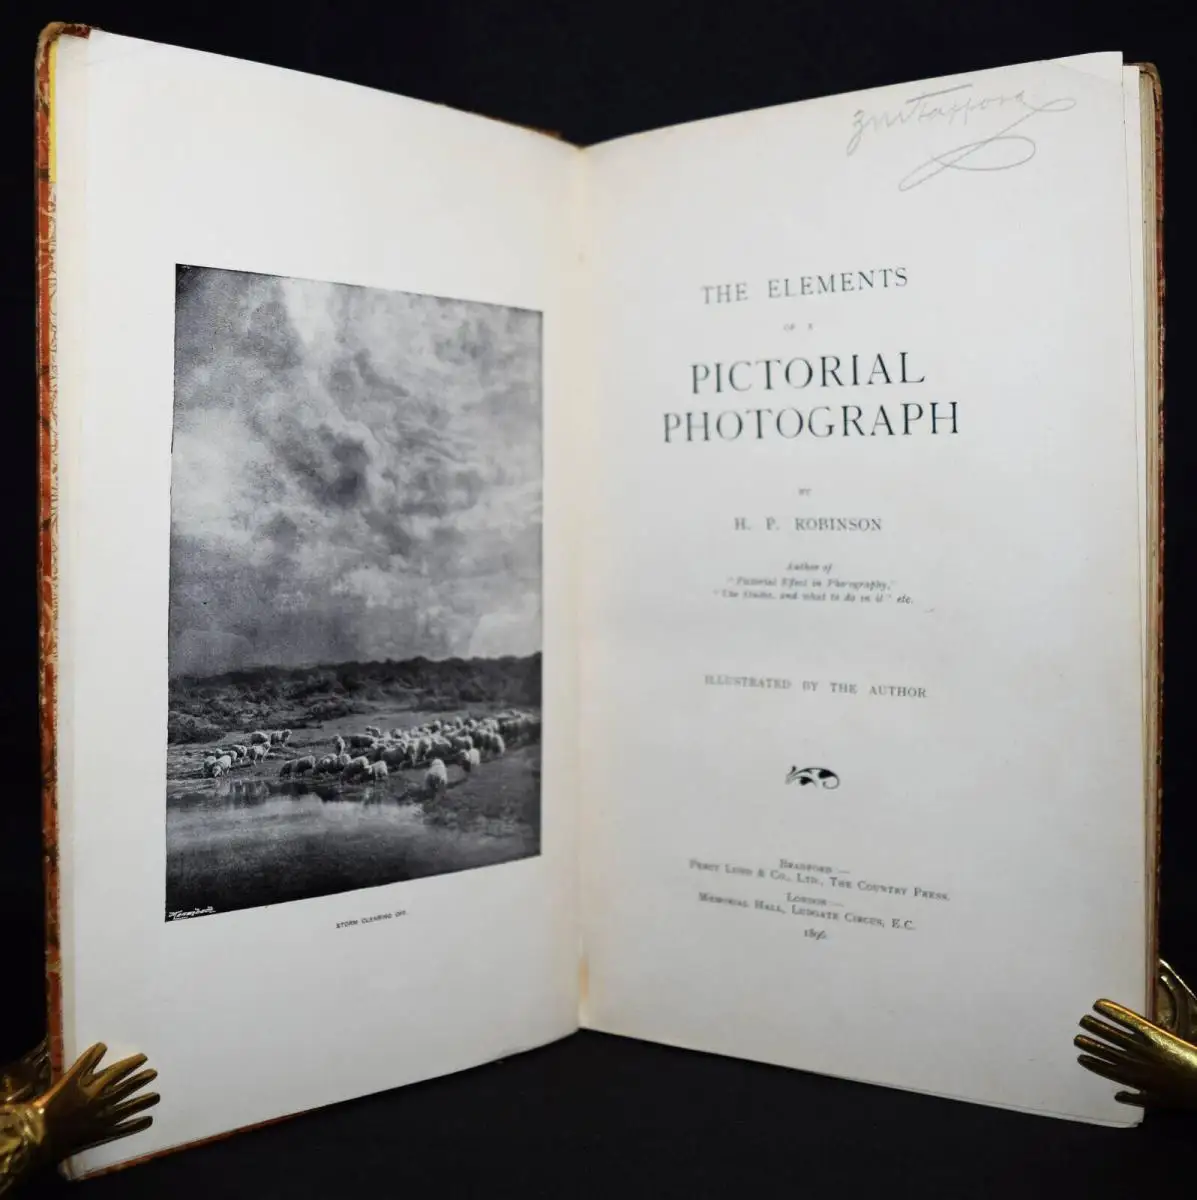 STORM CLEARING OFF.
THE ELEMENTS
OF A
PICTORIAL
PHOTOGRAPH
BY
H. P. ROBINSON
Author of
"Pictorial Effect in Photography,"
"The Studio, and what to do in it" etc.
ILLUSTRATED BY THE AUTHOR
BRADFORD —
PERCY LUND & CO., LTD., THE COUNTRY PRESS.
LONDON —
MEMORIAL HALL, LUDGATE CIRCUS, E.C.
1896.